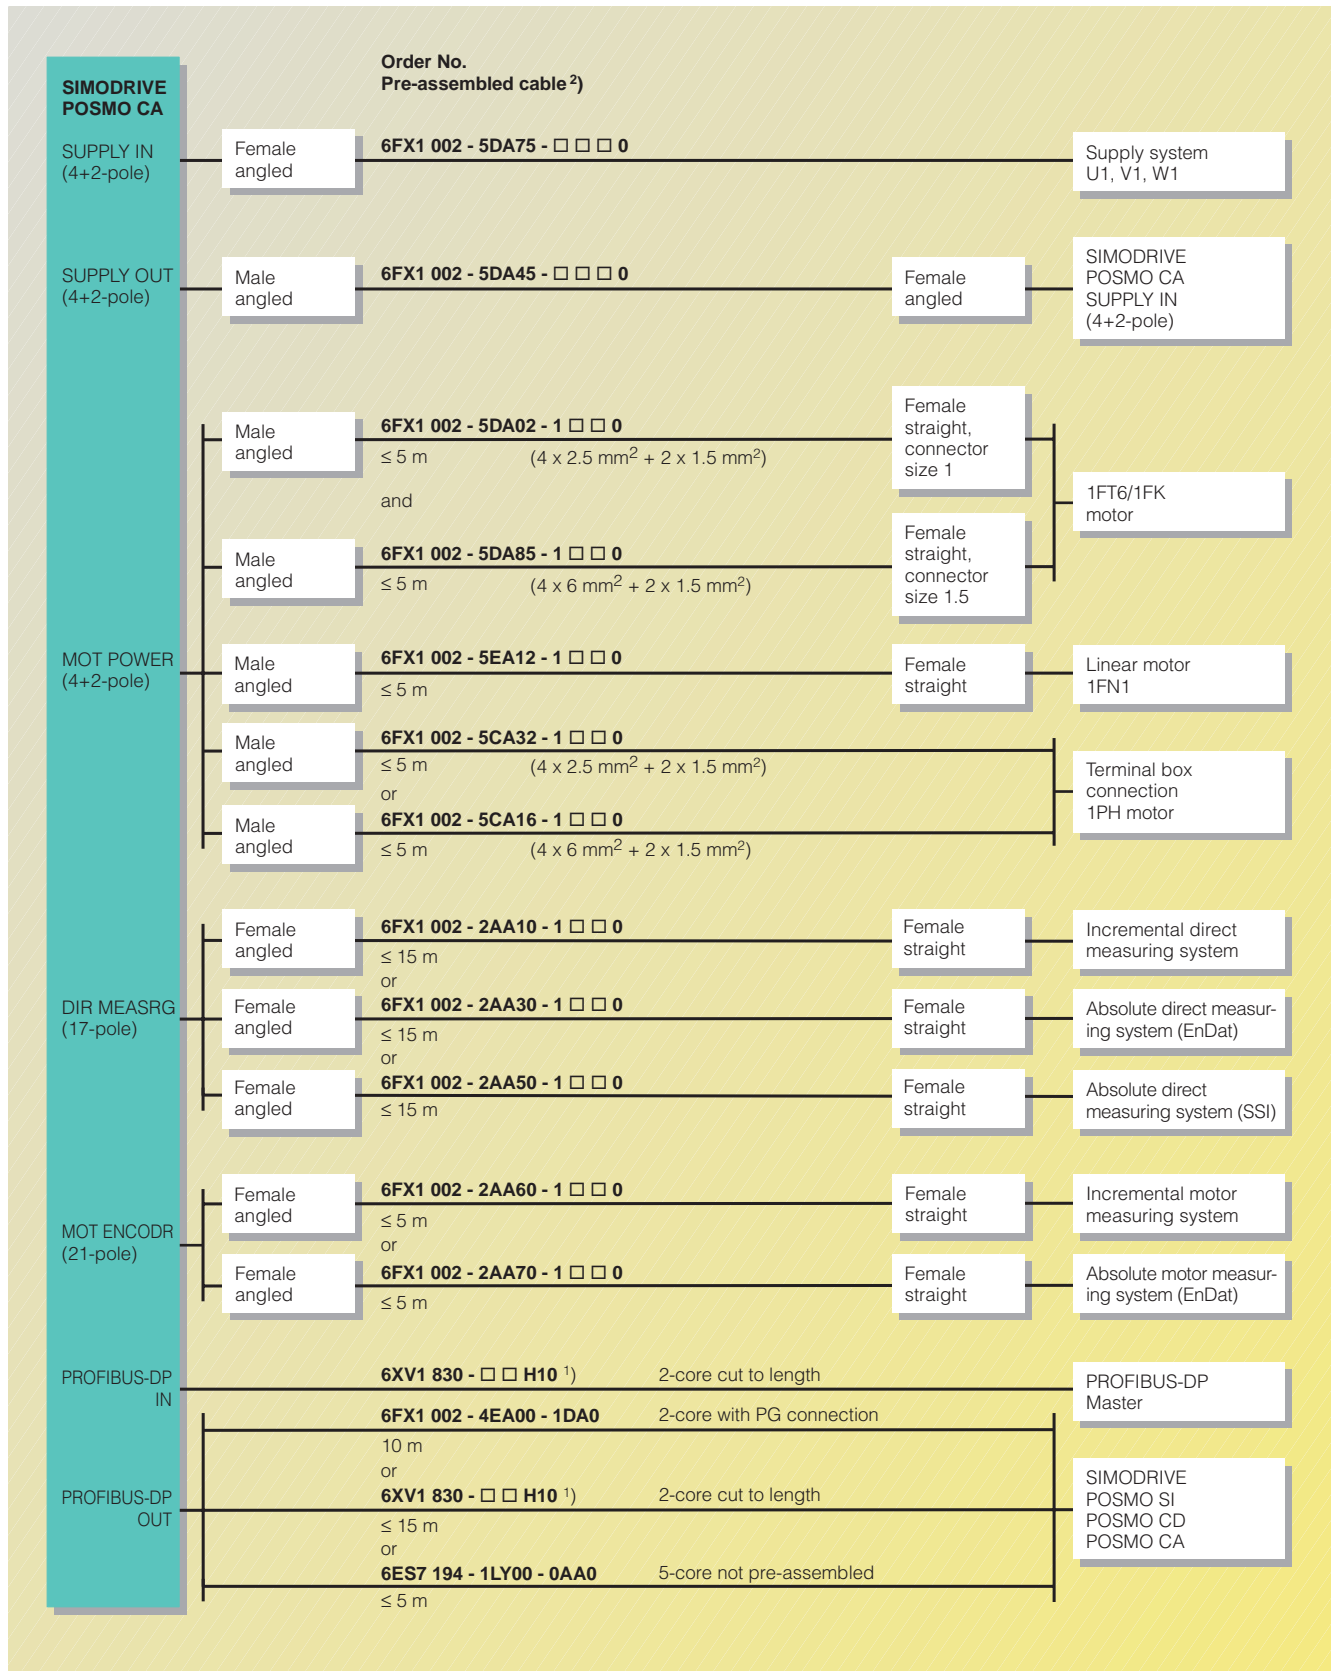 Order No.
Pre-assembled cable 2)
SIMODRIVE
POSMO CA
SUPPLY IN
(4+2-pole)
Female
angled
6FX1 002 - 5DA75 - □ □ □ 0
Supply system
U1, V1, W1
SUPPLY OUT
(4+2-pole)
Male
angled
6FX1 002 - 5DA45 - □ □ □ 0
Female
angled
SIMODRIVE
POSMO CA
SUPPLY IN
(4+2-pole)
MOT POWER
(4+2-pole)
Male
angled
6FX1 002 - 5DA02 - 1 □ □ 0
≤ 5 m (4 x 2.5 mm2 + 2 x 1.5 mm2)
Female
straight,
connector
size 1
and
1FT6/1FK
motor
Male
angled
6FX1 002 - 5DA85 - 1 □ □ 0
≤ 5 m (4 x 6 mm2 + 2 x 1.5 mm2)
Female
straight,
connector
size 1.5
Male
angled
6FX1 002 - 5EA12 - 1 □ □ 0
≤ 5 m
Female
straight
Linear motor
1FN1
Male
angled
6FX1 002 - 5CA32 - 1 □ □ 0
≤ 5 m (4 x 2.5 mm2 + 2 x 1.5 mm2)
or
Terminal box
connection
1PH motor
Male
angled
6FX1 002 - 5CA16 - 1 □ □ 0
≤ 5 m (4 x 6 mm2 + 2 x 1.5 mm2)
DIR MEASRG
(17-pole)
Female
angled
6FX1 002 - 2AA10 - 1 □ □ 0
≤ 15 m
or
Female
straight
Incremental direct
measuring system
Female
angled
6FX1 002 - 2AA30 - 1 □ □ 0
≤ 15 m
or
Female
straight
Absolute direct measur-
ing system (EnDat)
Female
angled
6FX1 002 - 2AA50 - 1 □ □ 0
≤ 15 m
Female
straight
Absolute direct
measuring system (SSI)
MOT ENCODR
(21-pole)
Female
angled
6FX1 002 - 2AA60 - 1 □ □ 0
≤ 5 m
or
Female
straight
Incremental motor
measuring system
Female
angled
6FX1 002 - 2AA70 - 1 □ □ 0
≤ 5 m
Female
straight
Absolute motor measur-
ing system (EnDat)
PROFIBUS-DP
IN
6XV1 830 - □ □ H10 1) 2-core cut to length
PROFIBUS-DP
Master
PROFIBUS-DP
OUT
6FX1 002 - 4EA00 - 1DA0 2-core with PG connection
10 m
or
6XV1 830 - □ □ H10 1) 2-core cut to length
≤ 15 m
or
6ES7 194 - 1LY00 - 0AA0 5-core not pre-assembled
≤ 5 m
SIMODRIVE
POSMO SI
POSMO CD
POSMO CA